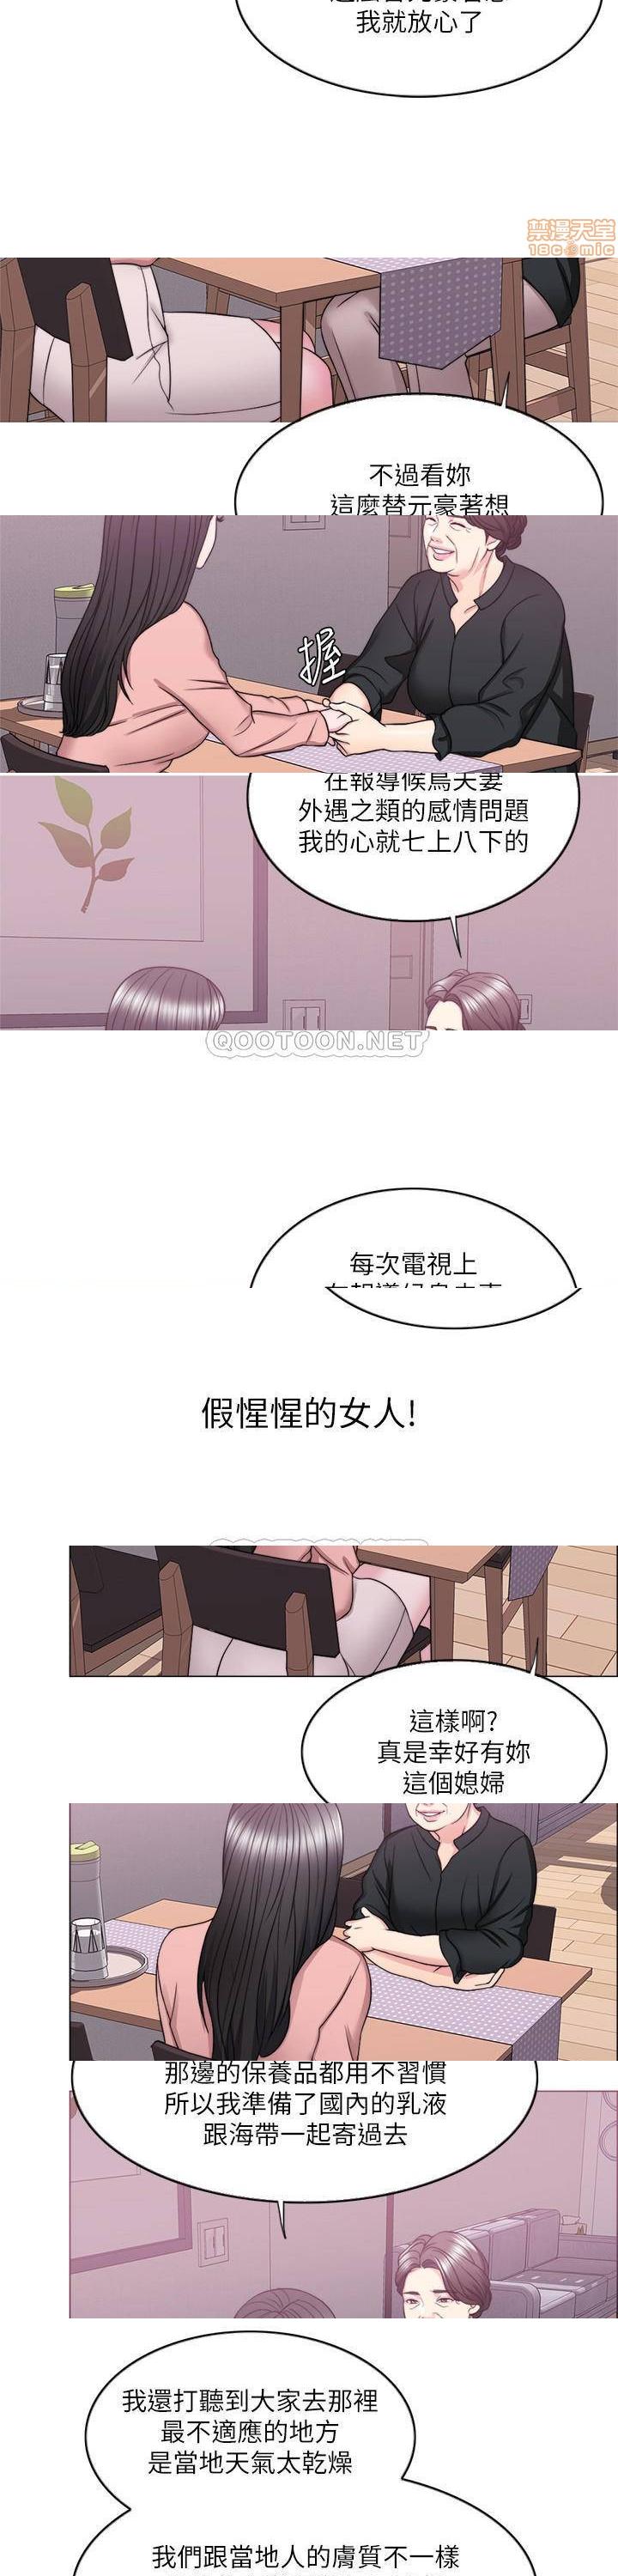 我就放心了
禁漫天堂
18comic
不過看妳
這麼替元豪著想
握
在報導候鳥夫妻
外遇之類的感情問題
我的心就七上八下的
QOOTOON.NET
每次電視上
假惺惺的女人!
這樣啊?
真是幸好有妳
這個媳婦
那邊的保養品都用不習慣
所以我準備了國內的乳液
跟海帶一起寄過去
我還打聽到大家去那裡
最不適應的地方
是當地天氣太乾燥
我們跟當地人的膚質不一樣